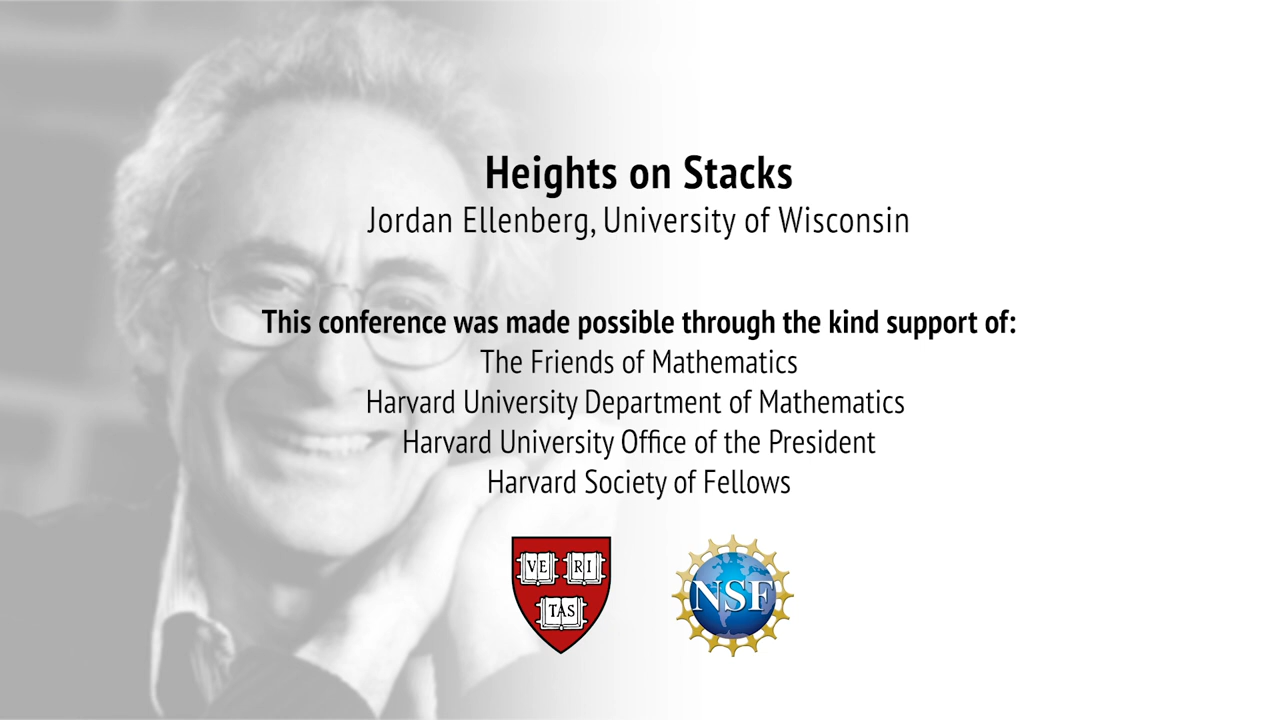 Heights on Stacks
Jordan Ellenberg, University of Wisconsin
This conference was made possible through the kind support of:
The Friends of Mathematics
Harvard University Department of Mathematics
Harvard University Office of the President
Harvard Society of Fellows
VE RI
TAS
NSF